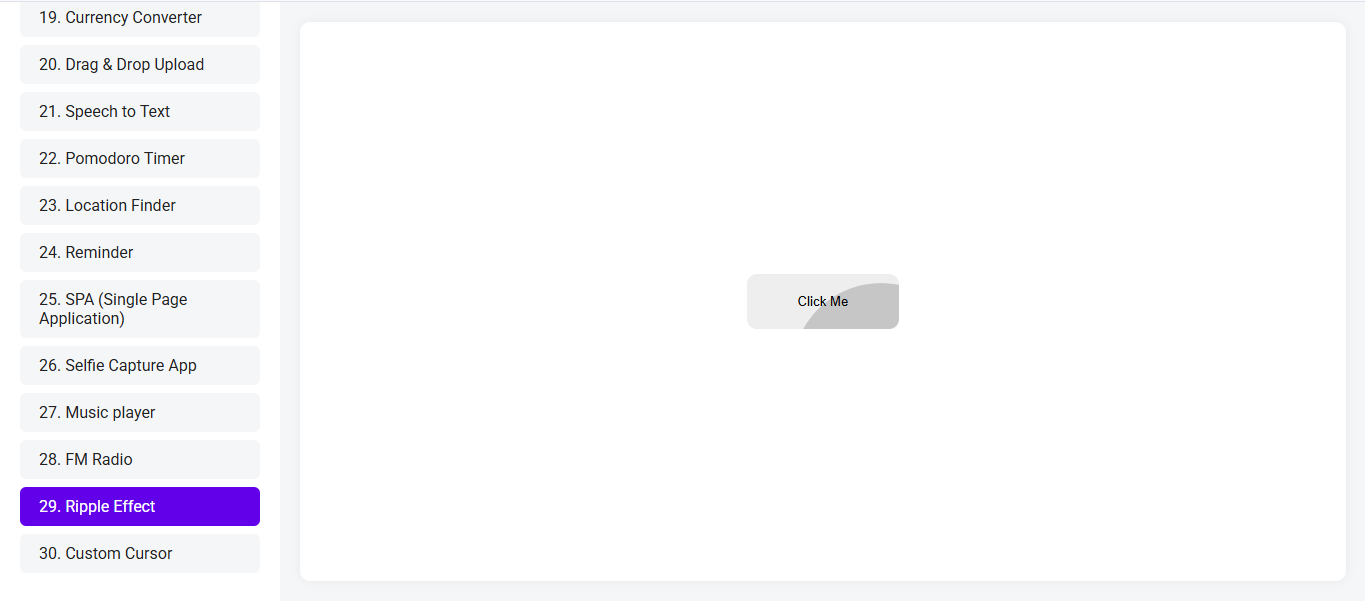 19. Currency Converter
20. Drag & Drop Upload
21. Speech to Text
22. Pomodoro Timer
23. Location Finder
24. Reminder
25. SPA (Single Page
Application)
26. Selfie Capture App
27. Music player
28. FM Radio
29. Ripple Effect
30. Custom Cursor
Click Me